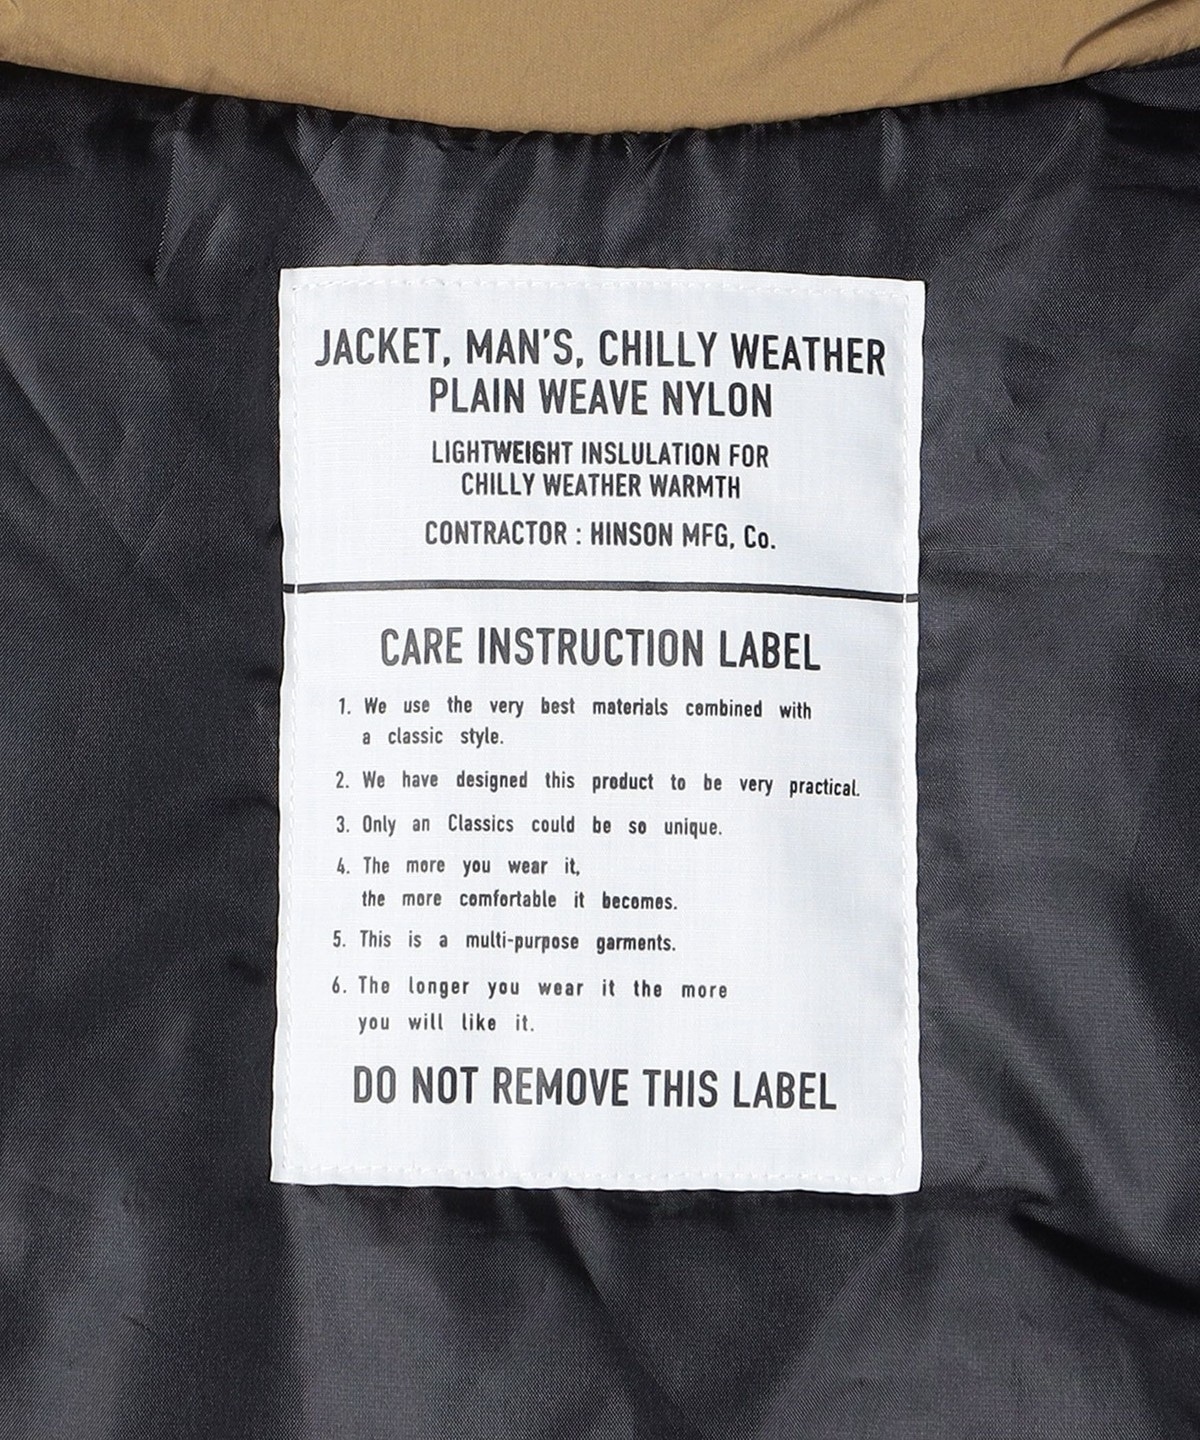 JACKET, MAN'S, CHILLY WEATHER
PLAIN WEAVE NYLON
LIGHTWEIGHT INSLULATION FOR
CHILLY WEATHER WARMTH
CONTRACTOR : HINSON MFG, Co.
CARE INSTRUCTION LABEL
1. We use the very best materials combined with
a classic style.
2. We have designed this product to be very practical.
3. Only an Classics could be so unique.
4. The more you wear it,
the more comfortable it becomes.
5. This is a multi-purpose garments.
6. The longer you wear it the more
you will like it.
DO NOT REMOVE THIS LABEL